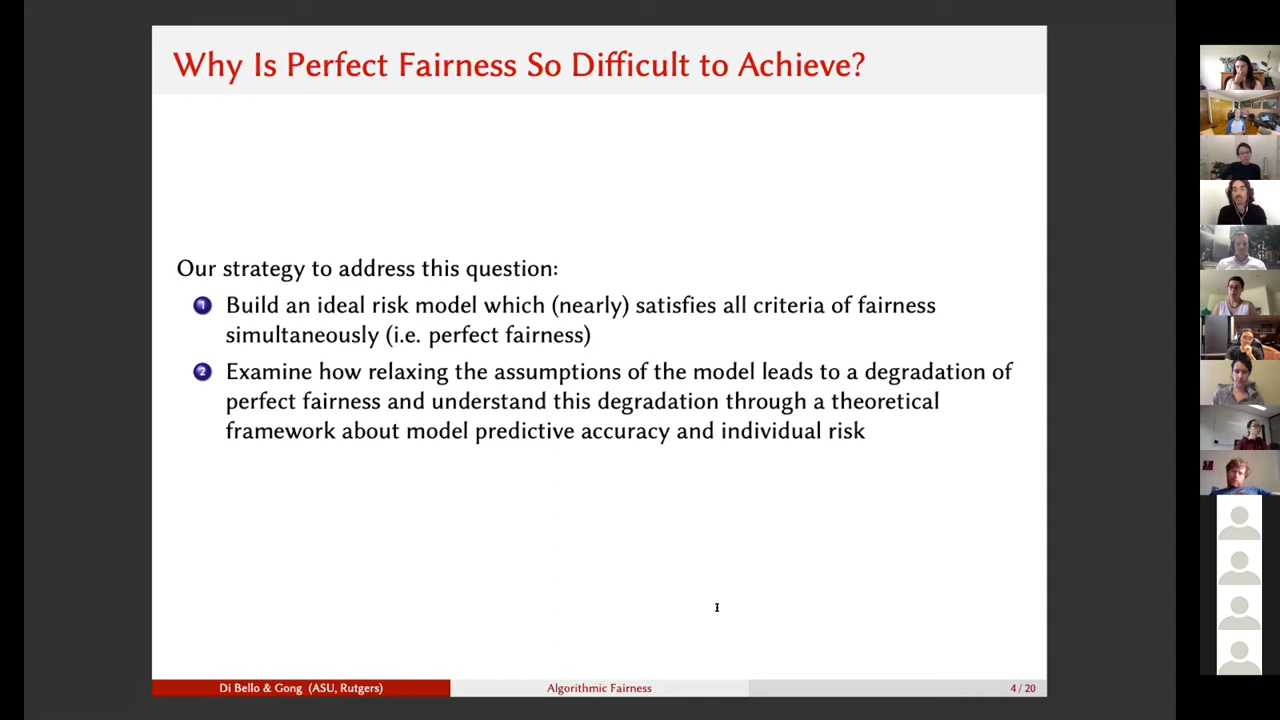 Why Is Perfect Fairness So Difficult to Achieve?
Our strategy to address this question:
1 Build an ideal risk model which (nearly) satisfies all criteria of fairness
simultaneously (i.e. perfect fairness)
2 Examine how relaxing the assumptions of the model leads to a degradation of
perfect fairness and understand this degradation through a theoretical
framework about model predictive accuracy and individual risk
Di Bello & Gong (ASU, Rutgers) Algorithmic Fairness 4 / 20